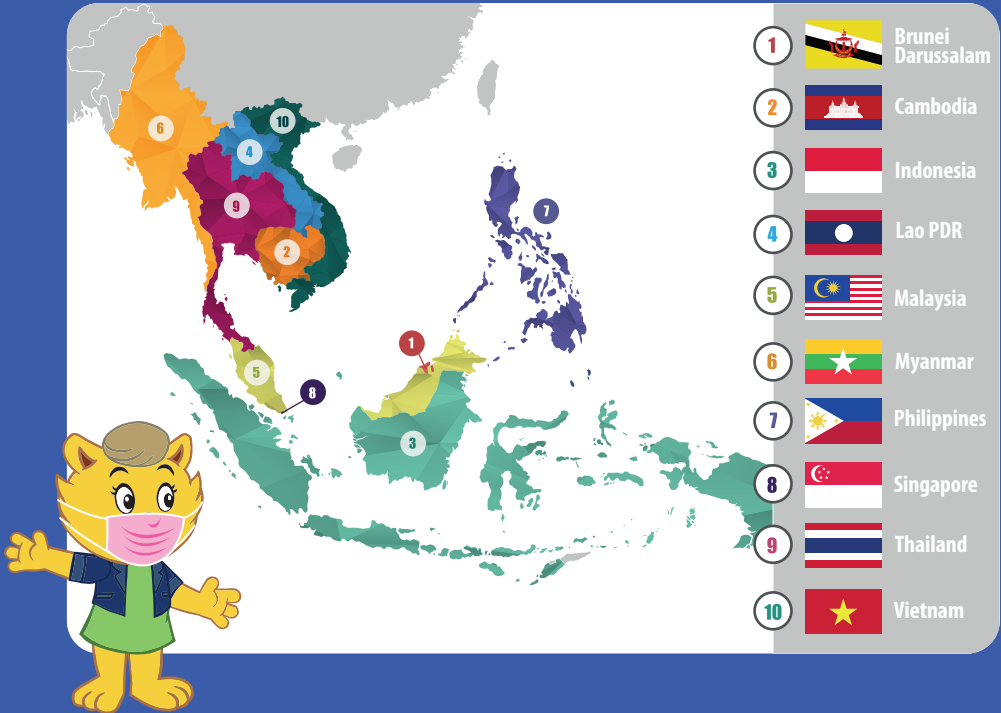 6
10
4
9
2
7
1
5
8
3
1 Brunei
Darussalam
2 Cambodia
3 Indonesia
4 Lao PDR
5 Malaysia
6 Myanmar
7 Philippines
8 Singapore
9 Thailand
10 Vietnam